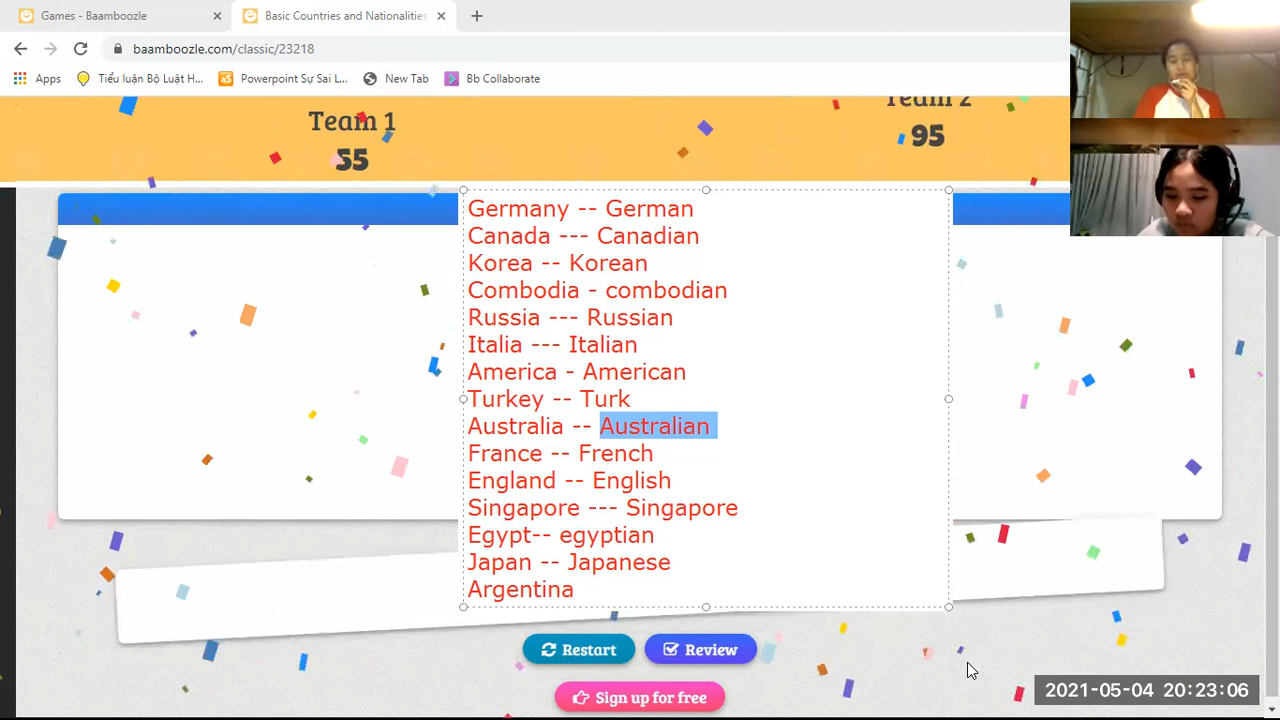 Games - Baamboozle
Basic Countries and Nationalities
baamboozle.com/classic/23218
Apps
Tiểu luận Bộ Luật H...
Powerpoint Sự Sai L...
New Tab
Bb Collaborate
Team 1
55
Team 2
95
Germany -- German
Canada --- Canadian
Korea -- Korean
Combodia - combodian
Russia --- Russian
Italia --- Italian
America - American
Turkey -- Turk
Australia -- Australian
France -- French
England -- English
Singapore --- Singapore
Egypt-- egyptian
Japan -- Japanese
Argentina
Restart
Review
Sign up for free
2021-05-04 20:23:06